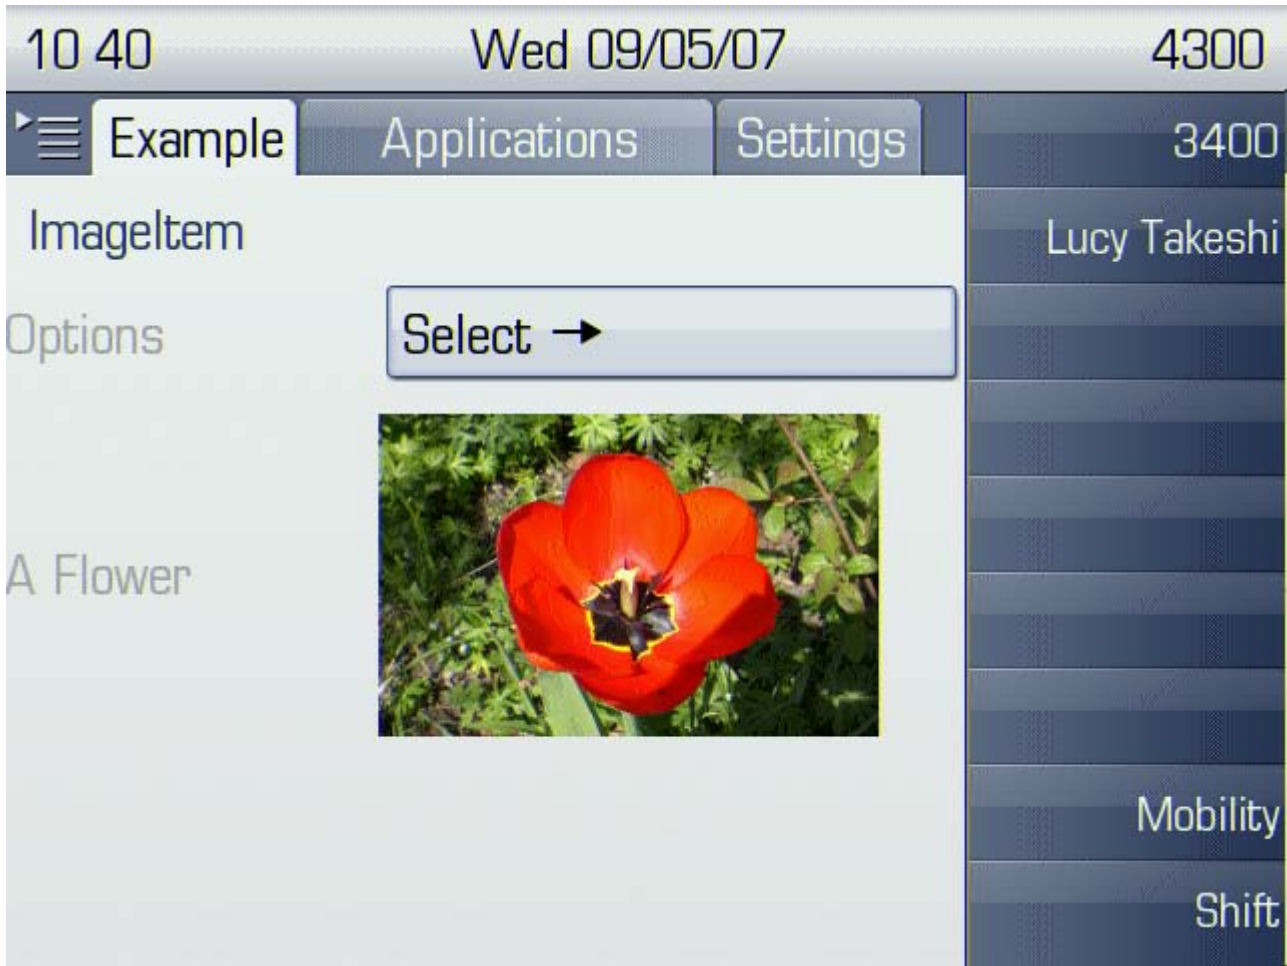 10 40 Wed 09/05/07 4300
Example Applications Settings
ImageItem
Options Select →
A Flower
3400
Lucy Takeshi
Mobility
Shift